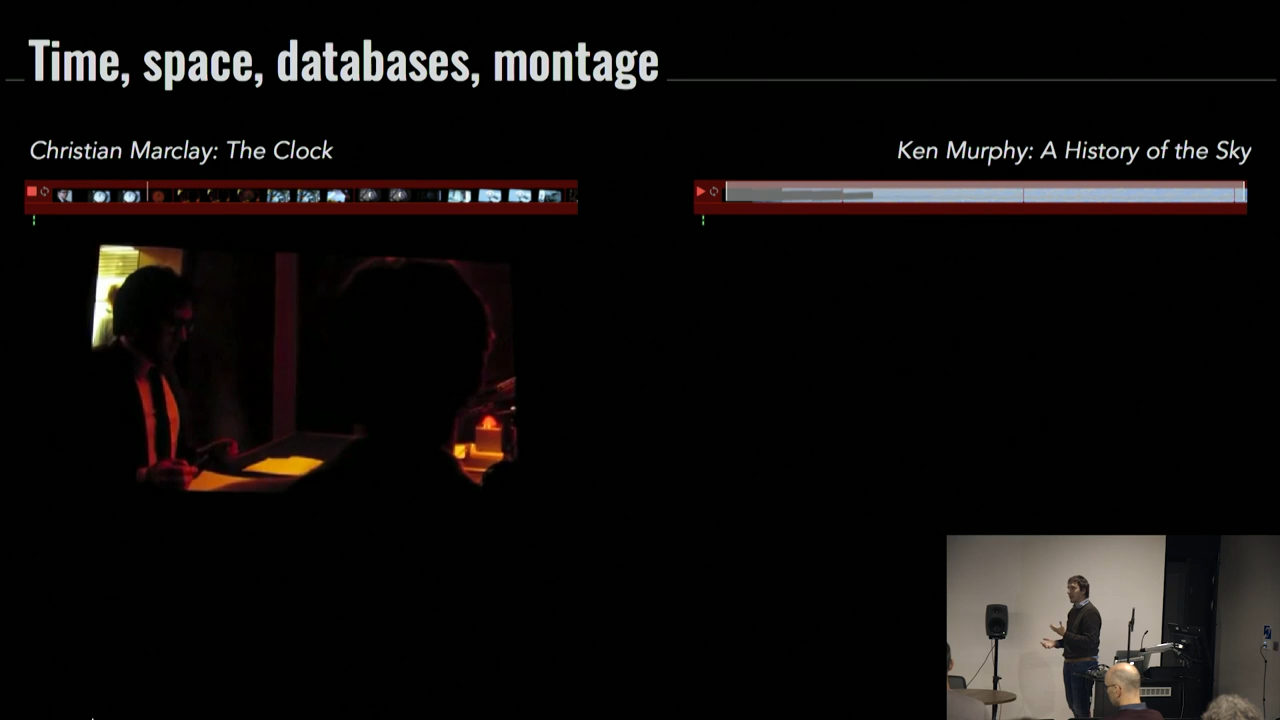 Time, space, databases, montage
Christian Marclay: The Clock
Ken Murphy: A History of the Sky